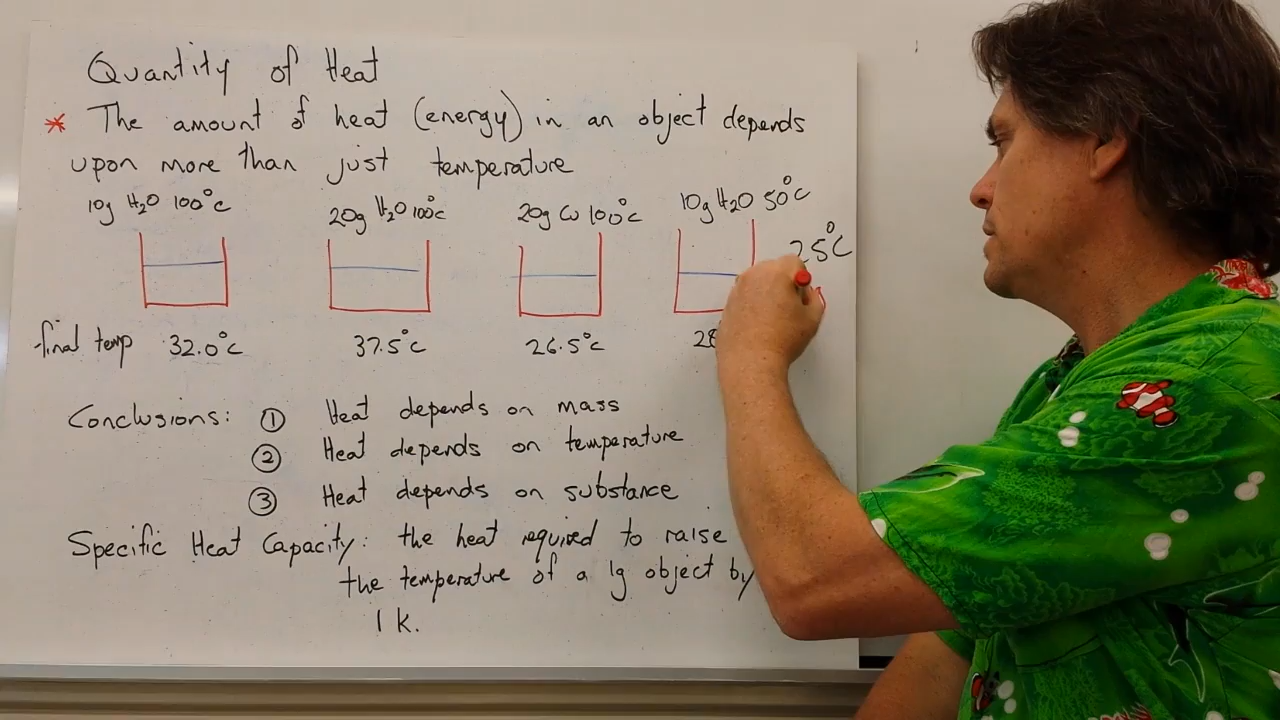 Quantity of Heat
* The amount of heat (energy) in an object depends
upon more than just temperature
10g H2O 100°C 20g H2O 100°C 20g Cu 100°C 10g H2O 50°C
25°C
final temp 32.0°C 37.5°C 26.5°C 28
Conclusions: ① Heat depends on mass
② Heat depends on temperature
③ Heat depends on substance
Specific Heat Capacity: the heat required to raise
the temperature of a 1g object by
1 K.